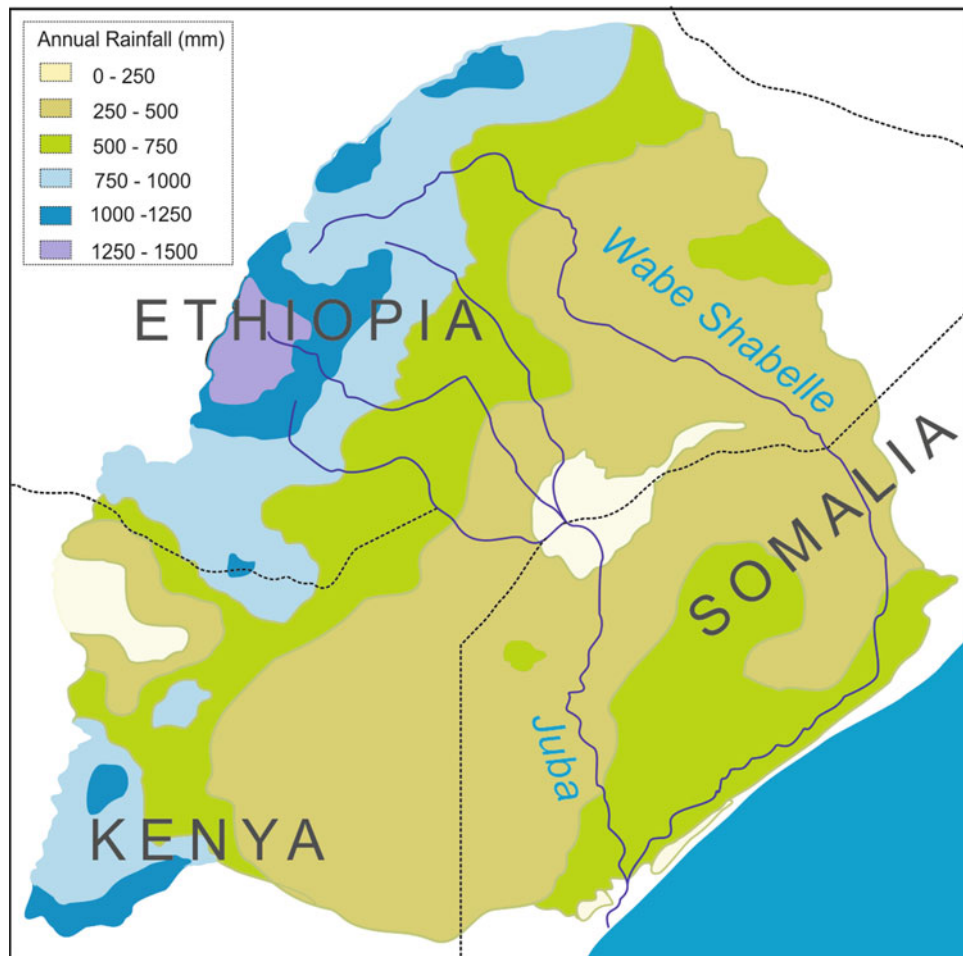 Annual Rainfall (mm)
0 - 250
250 - 500
500 - 750
750 - 1000
1000 -1250
1250 - 1500
Wabe Shabelle
ETHIOPIA
SOMALIA
Juba
KENYA